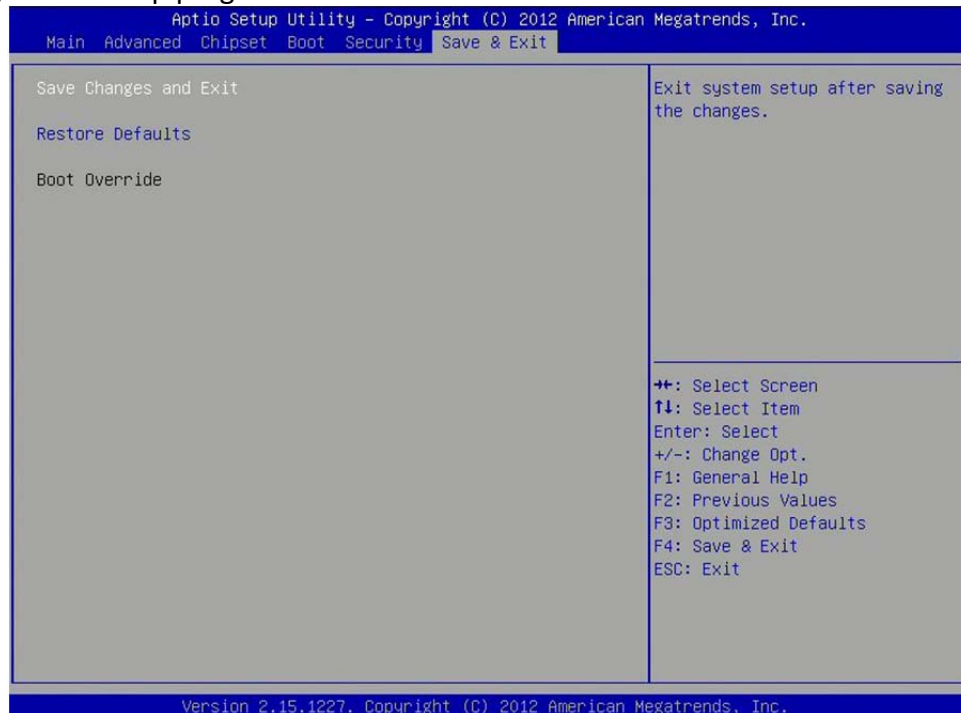 Aptio Setup Utility – Copyright (C) 2012 American Megatrends, Inc.
Main Advanced Chipset Boot Security Save & Exit
Save Changes and Exit
Restore Defaults
Boot Override
Exit system setup after saving
the changes.
→←: Select Screen
↑↓: Select Item
Enter: Select
+/-: Change Opt.
F1: General Help
F2: Previous Values
F3: Optimized Defaults
F4: Save & Exit
ESC: Exit
Version 2.15.1227. Copyright (C) 2012 American Megatrends, Inc.